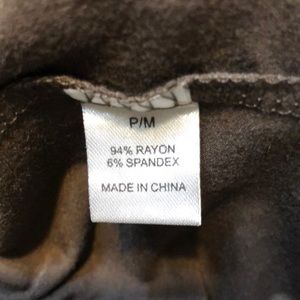 P/M
94% RAYON
6% SPANDEX
MADE IN CHINA